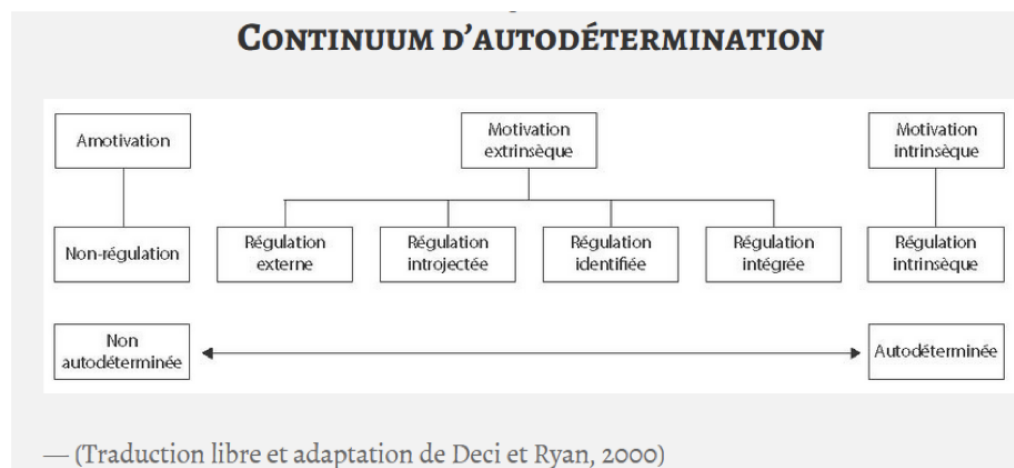 CONTINUUM D'AUTODÉTERMINATION
Amotivation
Motivation
extrinsèque
Motivation
intrinsèque
Non-régulation
Régulation
externe
Régulation
introjectée
Régulation
identifiée
Régulation
intégrée
Régulation
intrinsèque
Non
autodéterminée
Autodéterminée
— (Traduction libre et adaptation de Deci et Ryan, 2000)